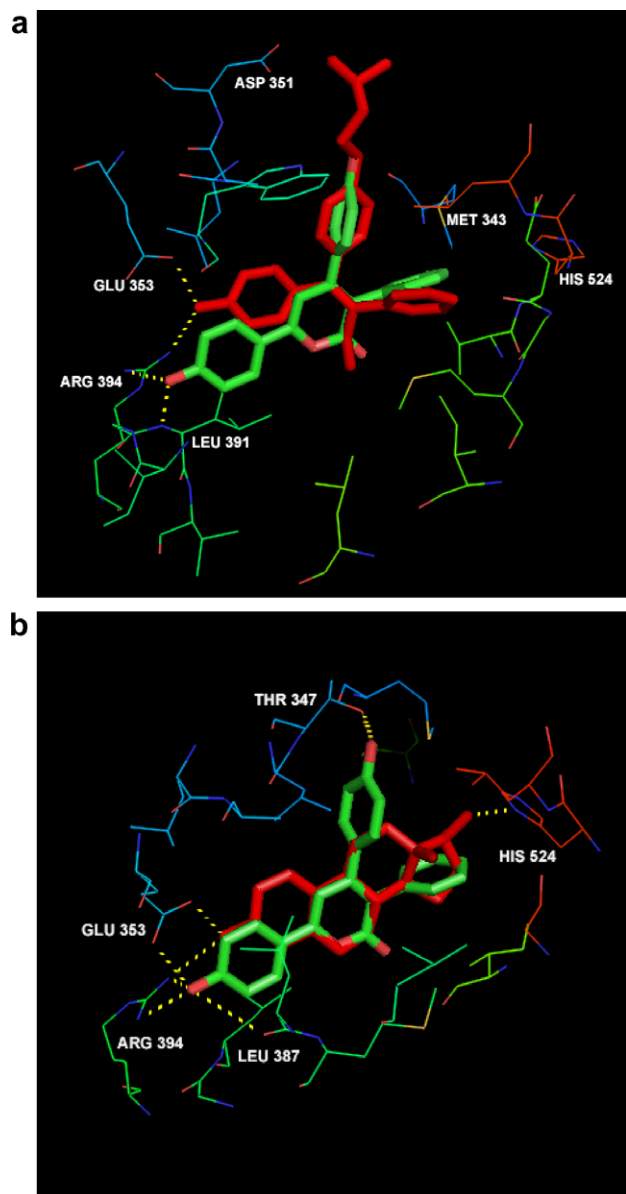 a
ASP 351
MET 343
GLU 353
HIS 524
ARG 394
LEU 391
b
THR 347
HIS 524
GLU 353
ARG 394
LEU 387